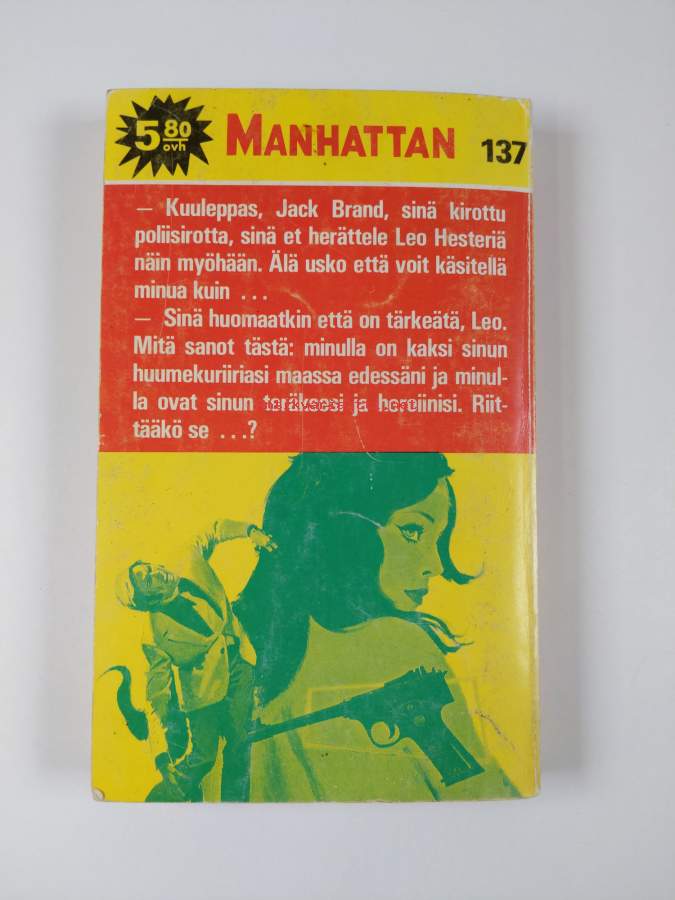 5 80
ovh
MANHATTAN 137
— Kuuleppas, Jack Brand, sinä kirottu
poliisirotta, sinä et herättele Leo Hesteriä
näin myöhään. Älä usko että voit käsitellä
minua kuin ...
— Sinä huomaatkin että on tärkeätä, Leo.
Mitä sanot tästä: minulla on kaksi sinun
huumekuriiriasi maassa edessäni ja minul-
la ovat sinun ja heroiinisi. Riit-
tääkö se ...?